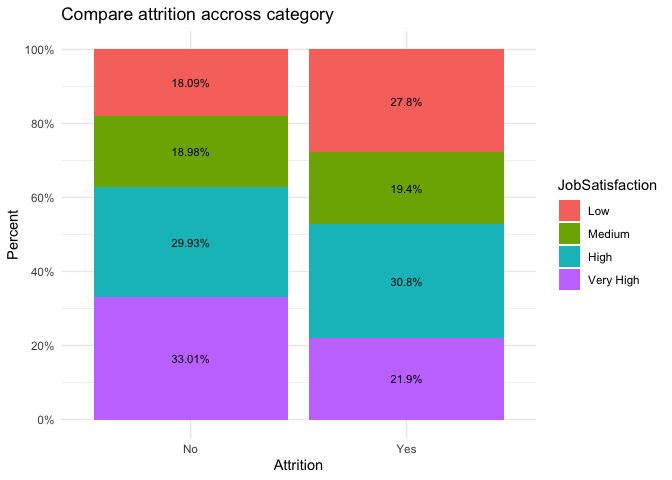 Compare attrition accross category
Percent
100%
80%
60%
40%
20%
0%
18.09%
18.98%
29.93%
33.01%
27.8%
19.4%
30.8%
21.9%
No
Yes
Attrition
JobSatisfaction
Low
Medium
High
Very High